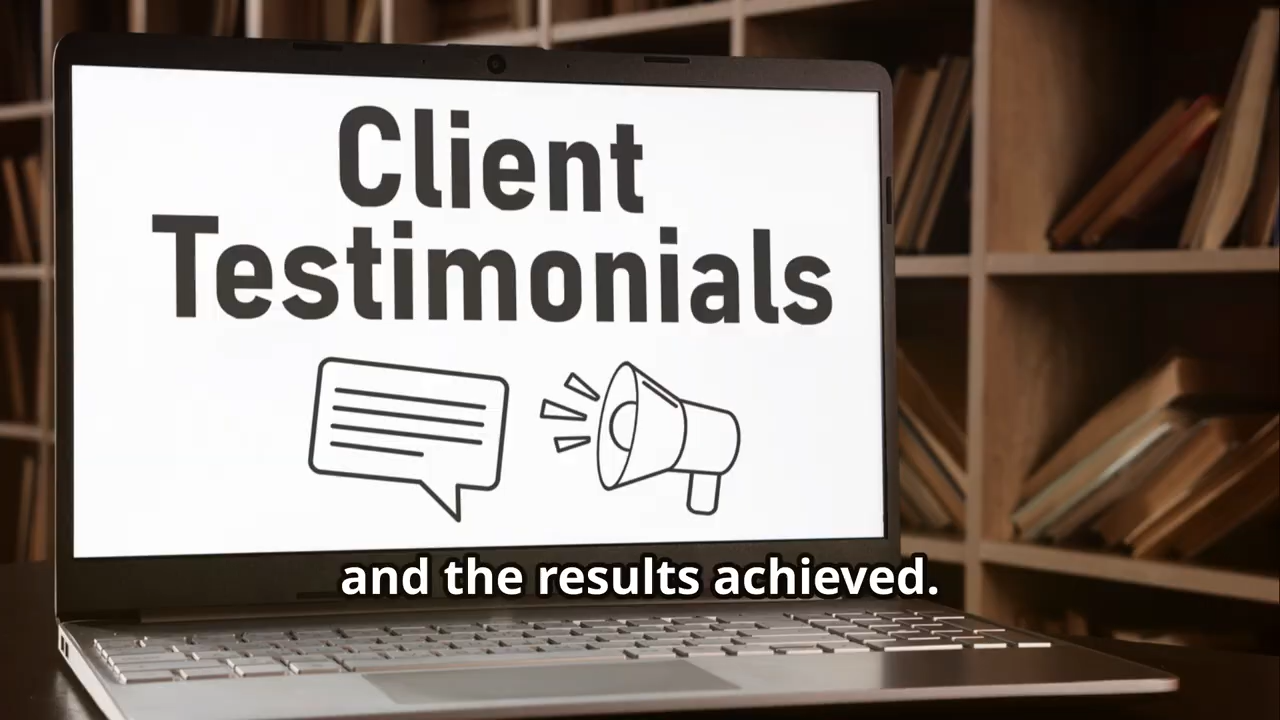 Client
Testimonials
and the results achieved.